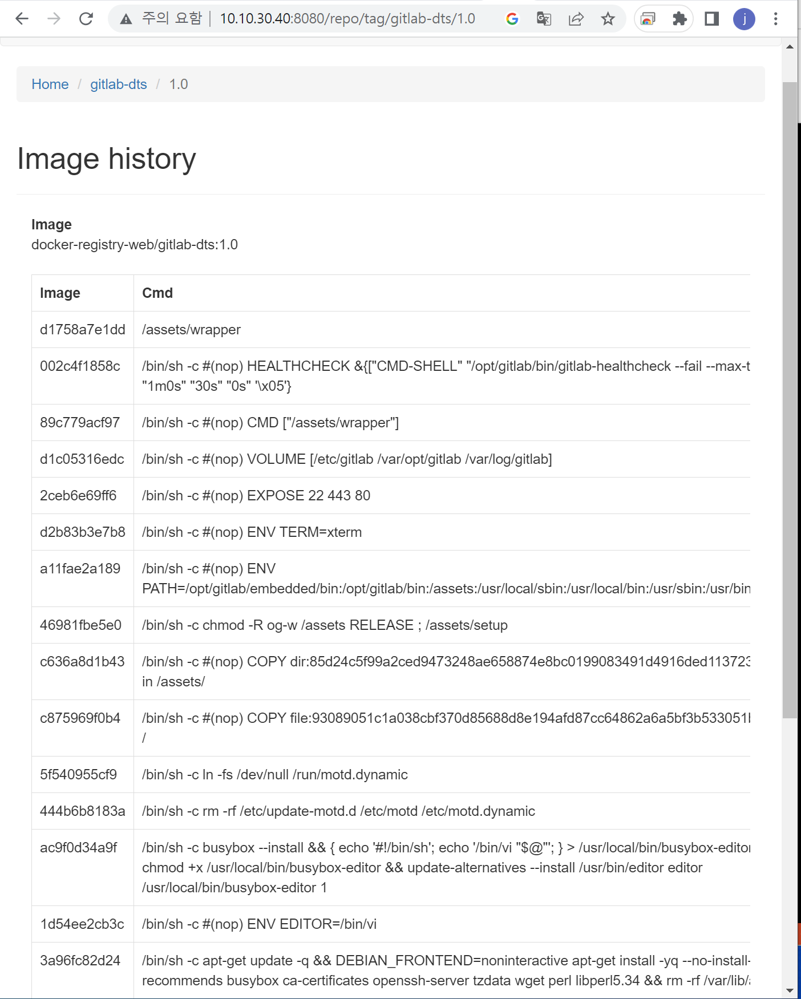 주의 요함 10.10.30.40:8080/repo/tag/gitlab-dts/1.0 j
Home / gitlab-dts / 1.0
Image history
Image
docker-registry-web/gitlab-dts:1.0
Image Cmd
d1758a7e1dd /assets/wrapper
002c4f1858c /bin/sh -c #(nop) HEALTHCHECK &{["CMD-SHELL" "/opt/gitlab/bin/gitlab-healthcheck --fail --max-t
"1m0s" "30s" "0s" '\x05'}
89c779acf97 /bin/sh -c #(nop) CMD ["/assets/wrapper"]
d1c05316edc /bin/sh -c #(nop) VOLUME [/etc/gitlab /var/opt/gitlab /var/log/gitlab]
2ceb6e69ff6 /bin/sh -c #(nop) EXPOSE 22 443 80
d2b83b3e7b8 /bin/sh -c #(nop) ENV TERM=xterm
a11fae2a189 /bin/sh -c #(nop) ENV
PATH=/opt/gitlab/embedded/bin:/opt/gitlab/bin:/assets:/usr/local/sbin:/usr/local/bin:/usr/sbin:/usr/bin
46981fbe5e0 /bin/sh -c chmod -R og-w /assets RELEASE ; /assets/setup
c636a8d1b43 /bin/sh -c #(nop) COPY dir:85d24c5f99a2ced9473248ae658874e8bc0199083491d4916ded113723
in /assets/
c875969f0b4 /bin/sh -c #(nop) COPY file:93089051c1a038cbf370d85688d8e194afd87cc64862a6a5bf3b533051
/
5f540955cf9 /bin/sh -c ln -fs /dev/null /run/motd.dynamic
444b6b8183a /bin/sh -c rm -rf /etc/update-motd.d /etc/motd /etc/motd.dynamic
ac9f0d34a9f /bin/sh -c busybox --install && { echo '#!/bin/sh'; echo '/bin/vi "$@"'; } > /usr/local/bin/busybox-editor
chmod +x /usr/local/bin/busybox-editor && update-alternatives --install /usr/bin/editor editor
/usr/local/bin/busybox-editor 1
1d54ee2cb3c /bin/sh -c #(nop) ENV EDITOR=/bin/vi
3a96fc82d24 /bin/sh -c apt-get update -q && DEBIAN_FRONTEND=noninteractive apt-get install -yq --no-install-
recommends busybox ca-certificates openssh-server tzdata wget perl libperl5.34 && rm -rf /var/lib/